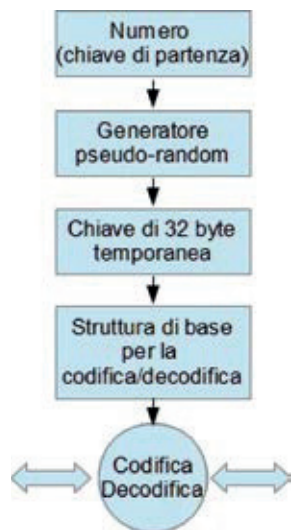 Numero
(chiave di partenza)
Generatore
pseudo-random
Chiave di 32 byte
temporanea
Struttura di base
per la
codifica/decodifica
Codifica
Decodifica